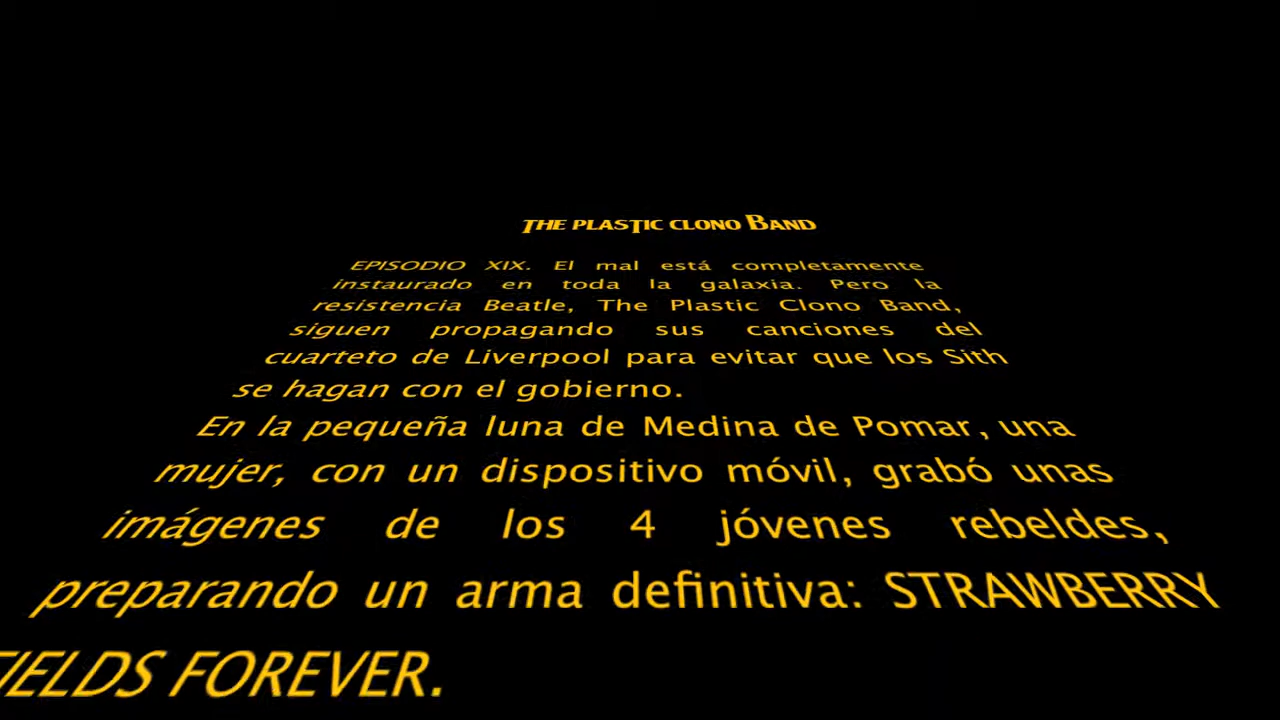 THE PLASTIC CLONO BAND
EPISODIO XIX. El mal está completamente
instaurado en toda la galaxia. Pero la
resistencia Beatle, The Plastic Clono Band,
siguen propagando sus canciones del
cuarteto de Liverpool para evitar que los Sith
se hagan con el gobierno.
En la pequeña luna de Medina de Pomar, una
mujer, con un dispositivo móvil, grabó unas
imágenes de los 4 jóvenes rebeldes,
preparando un arma definitiva: STRAWBERRY
FIELDS FOREVER.